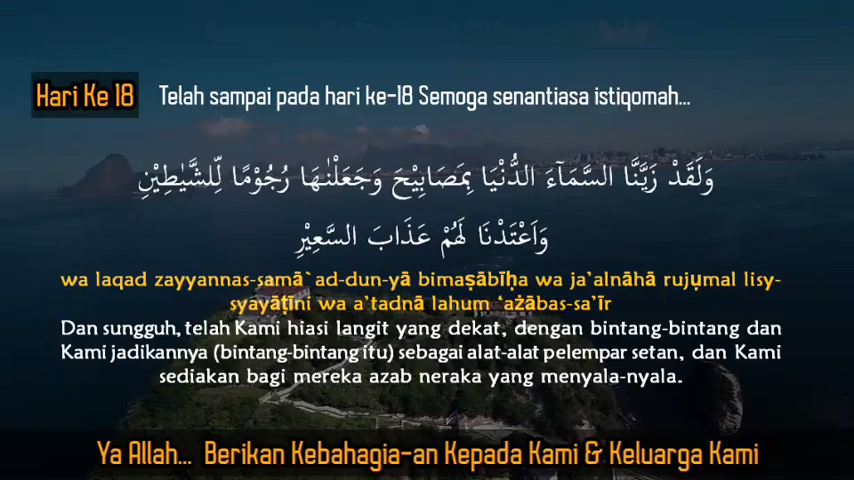 Hari Ke 18
Telah sampai pada hari ke-18 Semoga senantiasa istiqomah...
وَلَقَدْ زَيَّنَّا السَّمَاۤءَ الدُّنْيَا بِمَصَابِيْحَ وَجَعَلْنٰهَا رُجُوْمًا لِّلشَّيٰطِيْنِ
وَاَعْتَدْنَا لَهُمْ عَذَابَ السَّعِيْرِ
wa laqad zayyannas-samā`ad-dun-yā bimaṣābīḥa wa ja’alnāhā rujụmal lisy-
syayāṭīni wa a’tadnā lahum ‘ażābas-sa’īr
Dan sungguh, telah Kami hiasi langit yang dekat, dengan bintang-bintang dan
Kami jadikannya (bintang-bintang itu) sebagai alat-alat pelempar setan, dan Kami
sediakan bagi mereka azab neraka yang menyala-nyala.
Ya Allah... Berikan Kebahagia-an Kepada Kami & Keluarga Kami